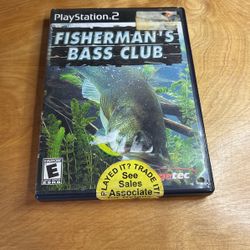 PlayStation 2
FISHERMAN'S
BASS CLUB
E
PLAYED IT? TRADE IT!
See
Sales
Associate